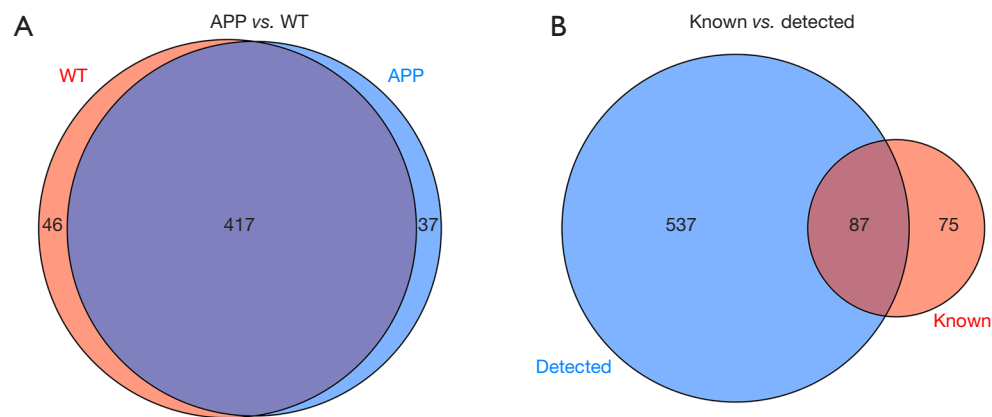 A
APP vs. WT
WT
APP
46
417
37
B
Known vs. detected
537
87
75
Known
Detected